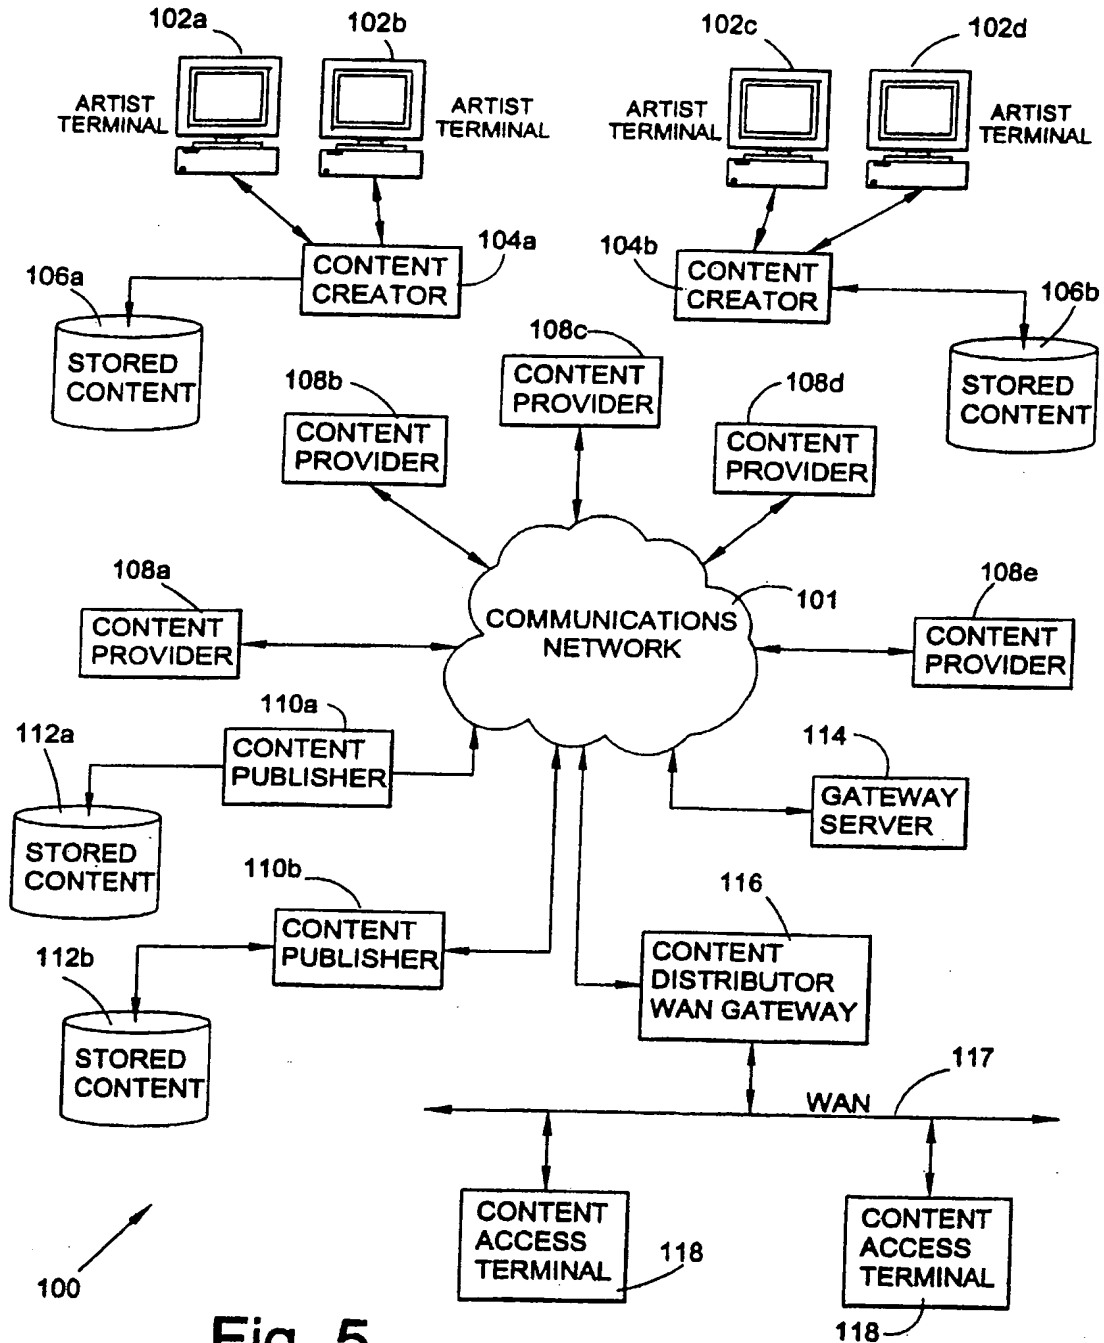 102a
102b
102c
102d
ARTIST
TERMINAL
ARTIST
TERMINAL
ARTIST
TERMINAL
ARTIST
TERMINAL
104a
CONTENT
CREATOR
104b
CONTENT
CREATOR
106a
STORED
CONTENT
106b
STORED
CONTENT
108c
CONTENT
PROVIDER
108b
CONTENT
PROVIDER
108d
CONTENT
PROVIDER
108a
CONTENT
PROVIDER
COMMUNICATIONS
NETWORK
101
108e
CONTENT
PROVIDER
110a
CONTENT
PUBLISHER
112a
STORED
CONTENT
114
GATEWAY
SERVER
110b
CONTENT
PUBLISHER
112b
STORED
CONTENT
116
CONTENT
DISTRIBUTOR
WAN GATEWAY
WAN
117
CONTENT
ACCESS
TERMINAL
118
CONTENT
ACCESS
TERMINAL
118
100
Fig. 5